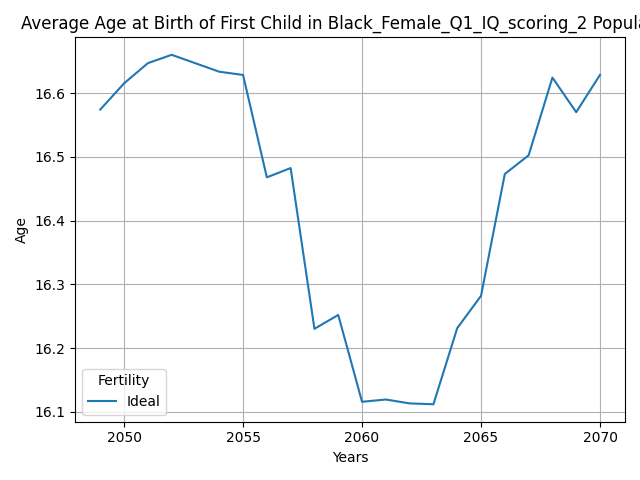 Average Age at Birth of First Child in Black_Female_Q1_IQ_scoring_2 Popula
Age
16.6
16.5
16.4
16.3
16.2
16.1
Fertility
Ideal
2050 2055 2060 2065 2070
Years